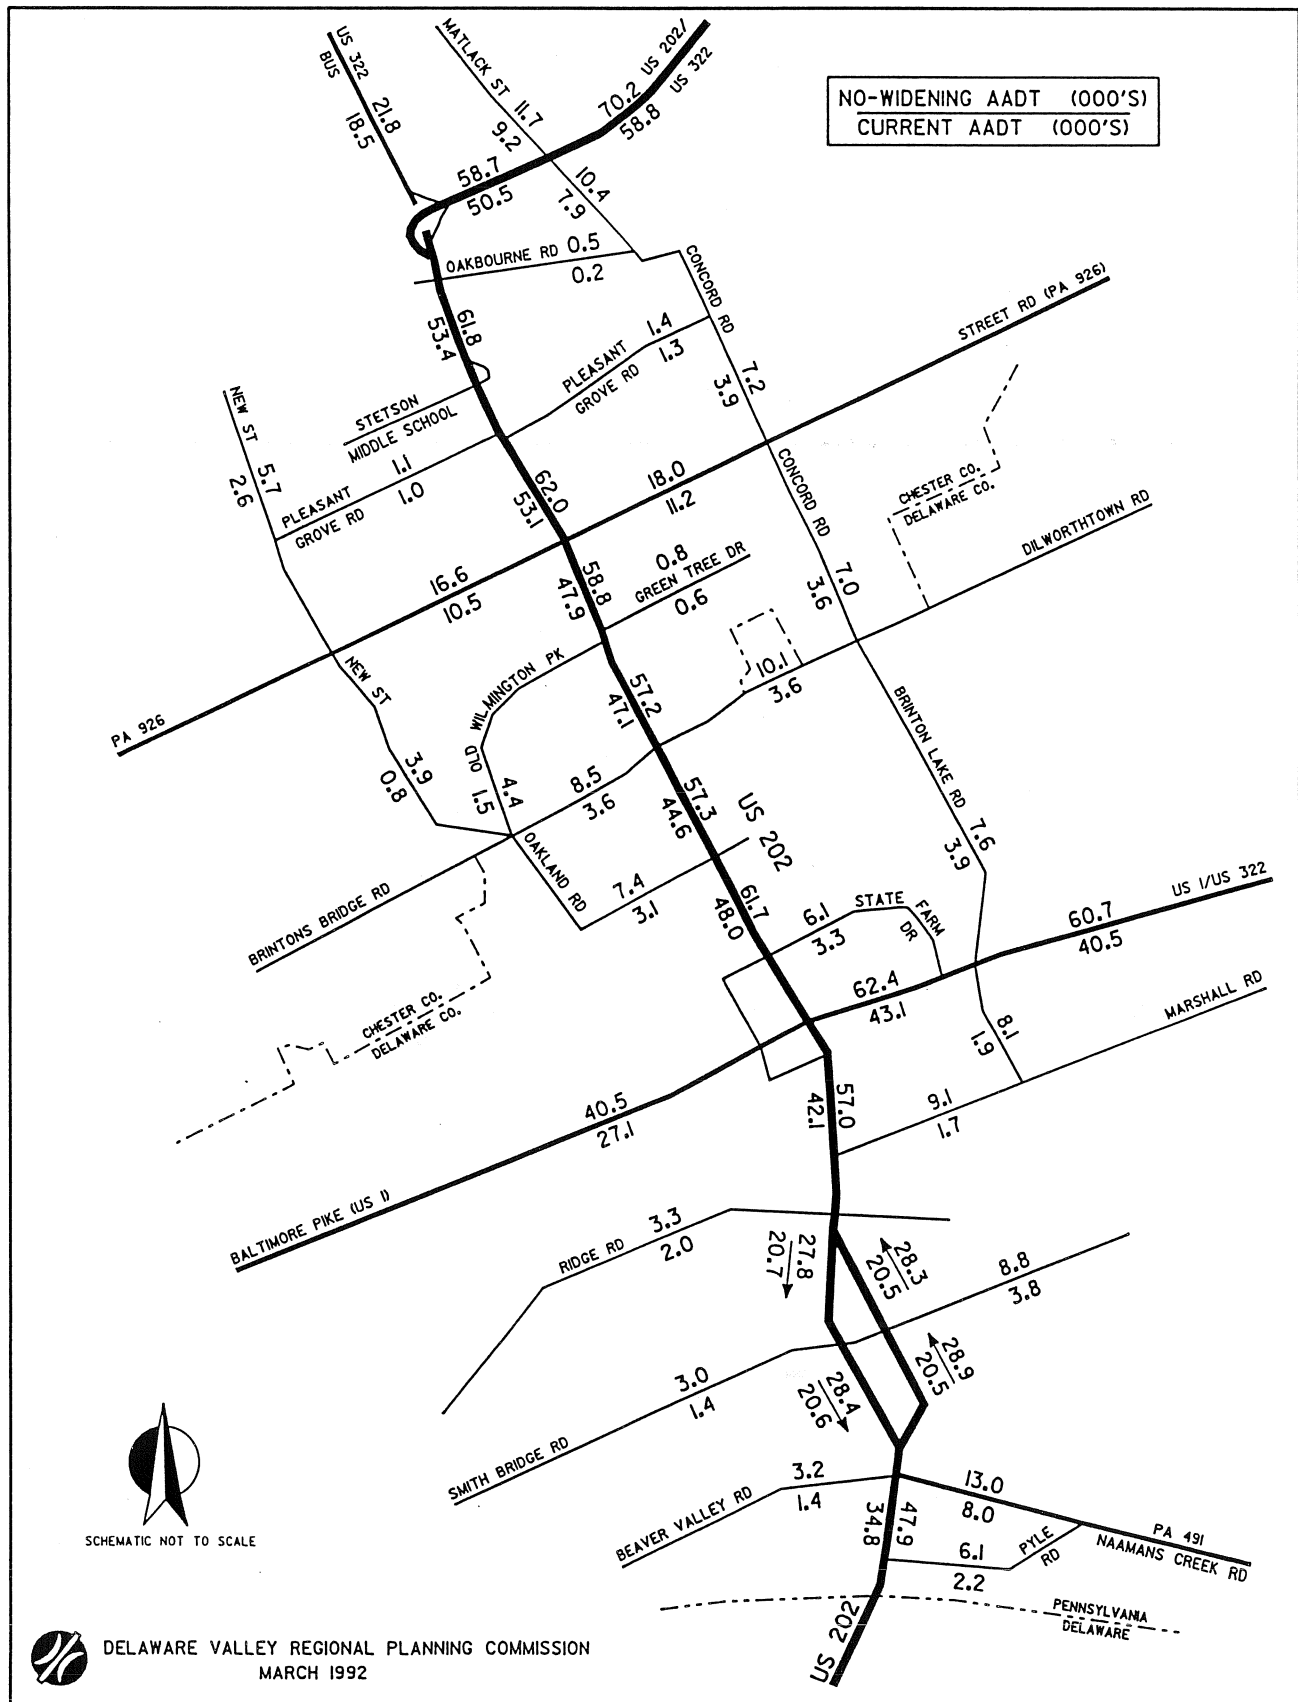 NO-WIDENING AADT (000'S)
CURRENT AADT (000'S)
US 322
BUS
21.8
18.5
MATLACK ST
11.7
9.2
US 202/
US 322
70.2
58.8
58.7
50.5
10.4
7.9
OAKBOURNE RD
0.5
0.2
CONCORD RD
7.2
3.9
STREET RD (PA 926)
61.8
53.4
PLEASANT
GROVE RD
1.4
1.3
STETSON
MIDDLE SCHOOL
NEW ST
5.7
2.6
PLEASANT
GROVE RD
1.1
1.0
62.0
53.1
18.0
11.2
CONCORD RD
7.0
3.6
CHESTER CO.
DELAWARE CO.
DILWORTHTOWN RD
16.6
10.5
58.8
47.9
0.8
GREEN TREE DR
0.6
PA 926
NEW ST
3.9
0.8
OLD WILMINGTON PK
4.4
1.5
57.2
47.1
10.1
3.6
BRINTON LAKE RD
7.6
3.9
8.5
3.6
57.3
44.6
US 202
BRINTONS BRIDGE RD
OAKLAND RD
7.4
3.1
61.7
48.0
6.1
3.3
STATE FARM DR
US 1/US 322
60.7
40.5
62.4
43.1
MARSHALL RD
CHESTER CO.
DELAWARE CO.
8.1
1.9
40.5
27.1
57.0
42.1
9.1
1.7
BALTIMORE PIKE (US 1)
RIDGE RD
3.3
2.0
27.8
20.7
28.3
20.5
8.8
3.8
28.9
20.5
28.4
20.6
3.0
1.4
SMITH BRIDGE RD
BEAVER VALLEY RD
3.2
1.4
13.0
8.0
47.9
34.8
PA 491
NAAMANS CREEK RD
6.1
2.2
PYLE RD
PENNSYLVANIA
DELAWARE
US 202
SCHEMATIC NOT TO SCALE
DELAWARE VALLEY REGIONAL PLANNING COMMISSION
MARCH 1992